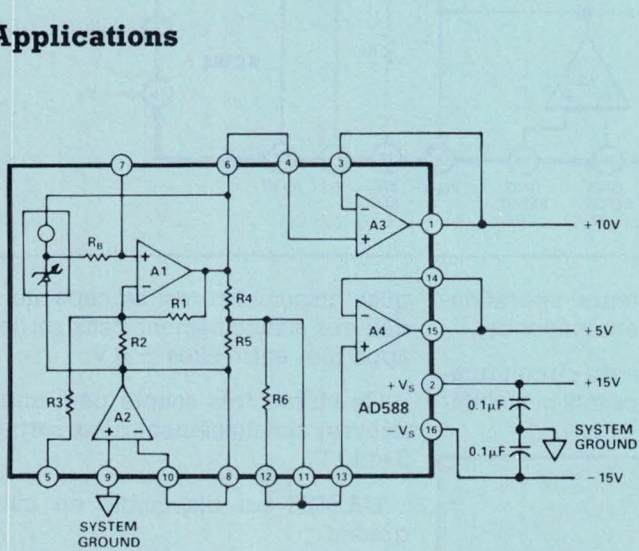 Applications
7
6
4
3
A3
1
+10V
R_B
A1
14
R1
R4
A4
15
+5V
R2
R5
+V_S
2
+15V
R3
A2
R6
AD588
0.1μF
-V_S
16
0.1μF
SYSTEM
GROUND
-15V
5
9
10
8
12
11
13
SYSTEM
GROUND